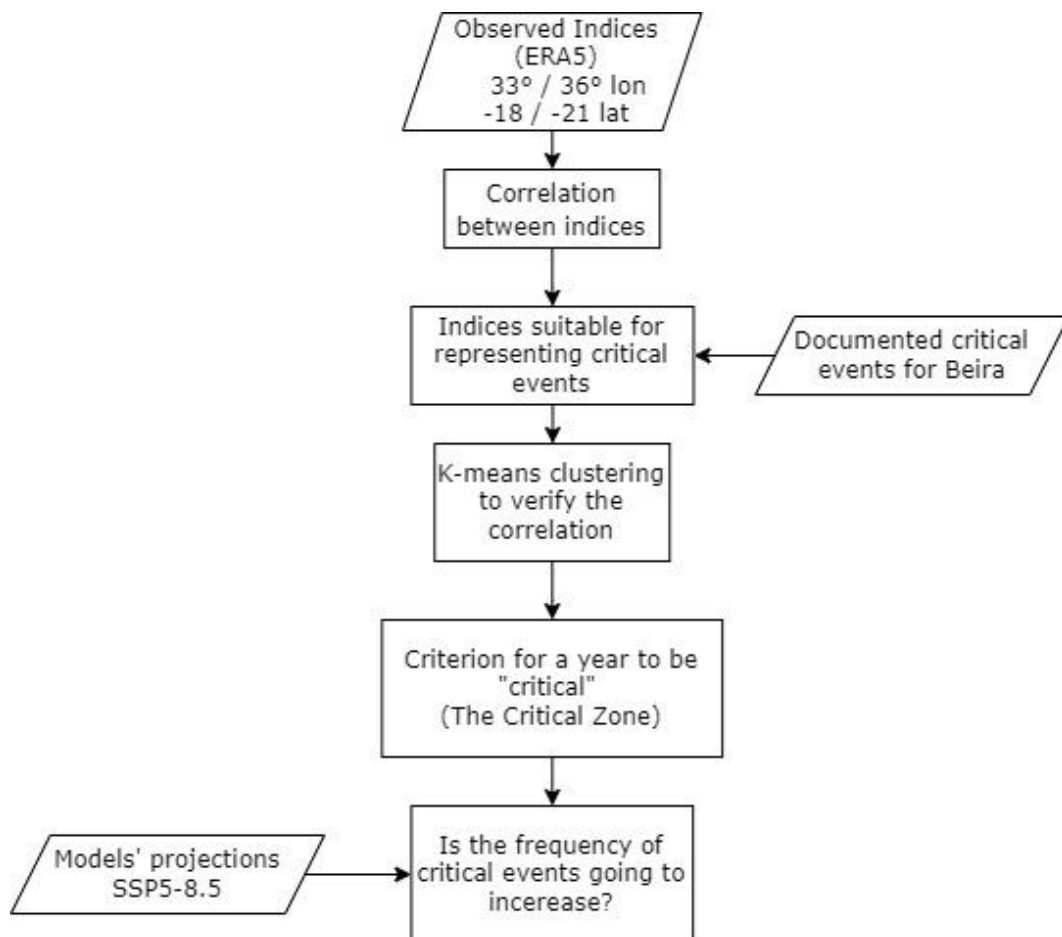 Observed Indices
(ERA5)
33º / 36º lon
-18 / -21 lat
Correlation
between indices
Indices suitable for
representing critical
events
Documented critical
events for Beira
K-means clustering
to verify the
correlation
Criterion for a year to be
"critical"
(The Critical Zone)
Models' projections
SSP5-8.5
Is the frequency of
critical events going to
incerease?